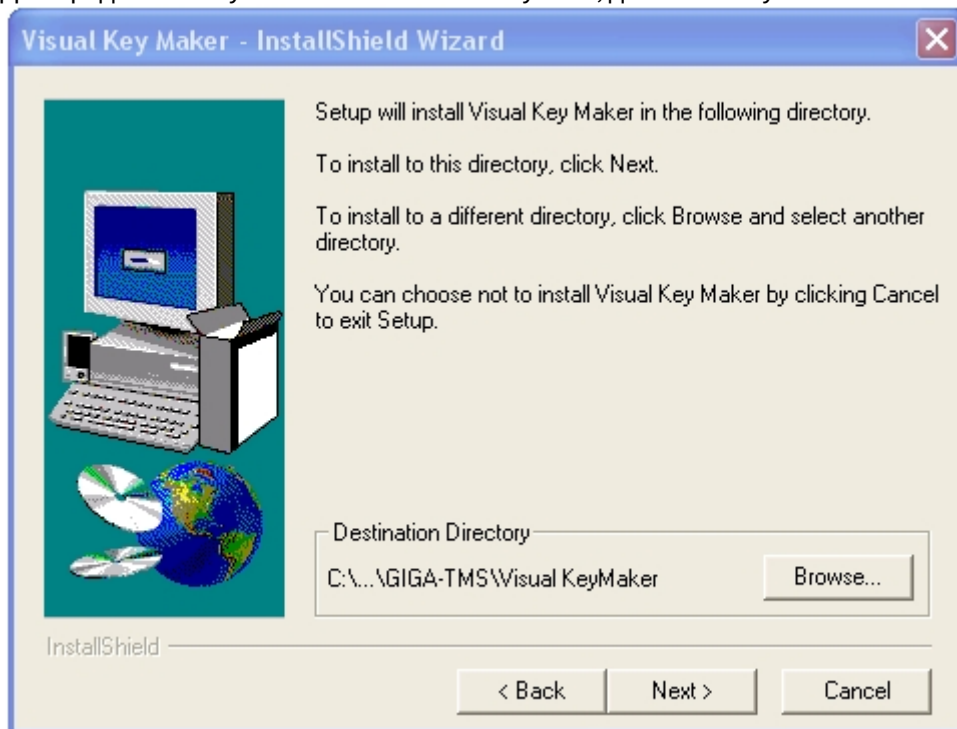 Visual Key Maker - InstallShield Wizard
Setup will install Visual Key Maker in the following directory.
To install to this directory, click Next.
To install to a different directory, click Browse and select another
directory.
You can choose not to install Visual Key Maker by clicking Cancel
to exit Setup.
Destination Directory
C:\...\GIGA-TMS\Visual KeyMaker
Browse...
InstallShield
< Back
Next >
Cancel